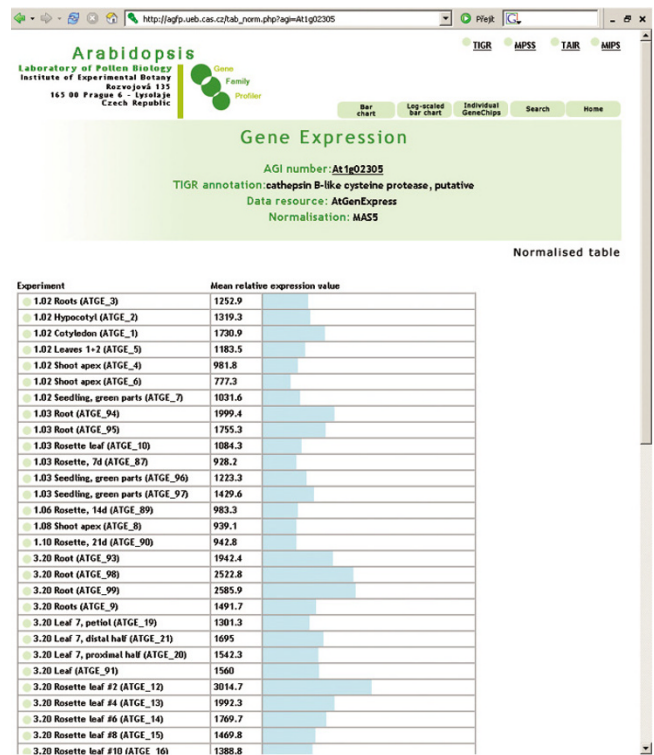 http://agfp.ueb.cas.cz/tab_norm.php?agi=At1g02305
Přejít
Arabidopsis
Laboratory of Pollen Biology
Institute of Experimental Botany
Rozvojová 135
165 00 Prague 6 - Lysolaje
Czech Republic
Gene
Family
Profiler
TIGR MPSS TAIR MIPS
Bar chart
Log-scaled bar chart
Individual GeneChips
Search
Home
Gene Expression
AGI number:At1g02305
TIGR annotation:cathepsin B-like cysteine protease, putative
Data resource: AtGenExpress
Normalisation: MAS5
Normalised table
Experiment Mean relative expression value
1.02 Roots (ATGE_3) 1252.9
1.02 Hypocotyl (ATGE_2) 1319.3
1.02 Cotyledon (ATGE_1) 1730.9
1.02 Leaves 1+2 (ATGE_5) 1183.5
1.02 Shoot apex (ATGE_4) 981.8
1.02 Shoot apex (ATGE_6) 777.3
1.02 Seedling, green parts (ATGE_7) 1031.6
1.03 Root (ATGE_94) 1999.4
1.03 Root (ATGE_95) 1755.3
1.03 Rosette leaf (ATGE_10) 1084.3
1.03 Rosette, 7d (ATGE_87) 928.2
1.03 Seedling, green parts (ATGE_96) 1223.3
1.03 Seedling, green parts (ATGE_97) 1429.6
1.06 Rosette, 14d (ATGE_89) 983.3
1.08 Shoot apex (ATGE_8) 939.1
1.10 Rosette, 21d (ATGE_90) 942.8
3.20 Root (ATGE_93) 1942.4
3.20 Root (ATGE_98) 2522.8
3.20 Root (ATGE_99) 2585.9
3.20 Roots (ATGE_9) 1491.7
3.20 Leaf 7, petiol (ATGE_19) 1301.3
3.20 Leaf 7, distal half (ATGE_21) 1695
3.20 Leaf 7, proximal half (ATGE_20) 1542.3
3.20 Leaf (ATGE_91) 1560
3.20 Rosette leaf #2 (ATGE_12) 3014.7
3.20 Rosette leaf #4 (ATGE_13) 1992.3
3.20 Rosette leaf #6 (ATGE_14) 1769.7
3.20 Rosette leaf #8 (ATGE_15) 1469.8
3.20 Rosette leaf #10 (ATGE_16) 1388.8